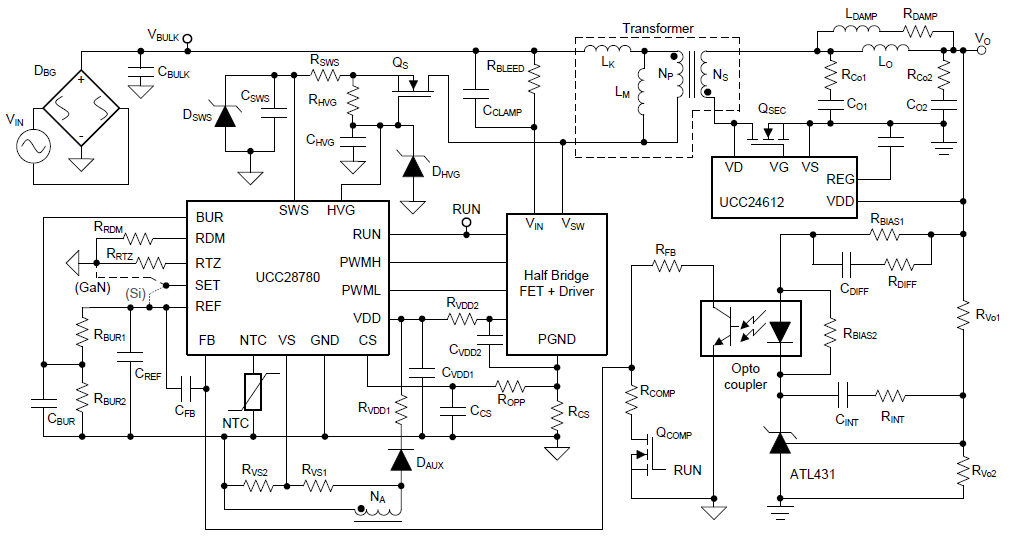 Transformer
LDAMP
RDAMP
VBULK
VO
DBG
CBULK
RSWS
QS
RBLEED
LK
NP
NS
LO
RCo1
RCo2
LM
CO1
CO2
VIN
DSWS
CSWS
RHVG
CHVG
CCLAMP
DHVG
QSEC
VD
VG
VS
REG
UCC24612
VDD
SWS
HVG
BUR
RDM
RTZ
SET
REF
UCC28780
RUN
PWMH
PWML
VDD
FB
NTC
VS
GND
CS
RUN
VIN
VSW
Half Bridge
FET + Driver
PGND
RRDM
RRTZ
(GaN)
(Si)
RBUR1
RBUR2
CREF
CBUR
CFB
NTC
RVDD2
CVDD2
CVDD1
RVDD1
CCS
ROPP
RCS
DAUX
RVS2
RVS1
NA
RFB
RBIAS1
CDIFF
RDIFF
RBIAS2
RVo1
Opto
coupler
RCOMP
QCOMP
RUN
CINT
RINT
ATL431
RVo2